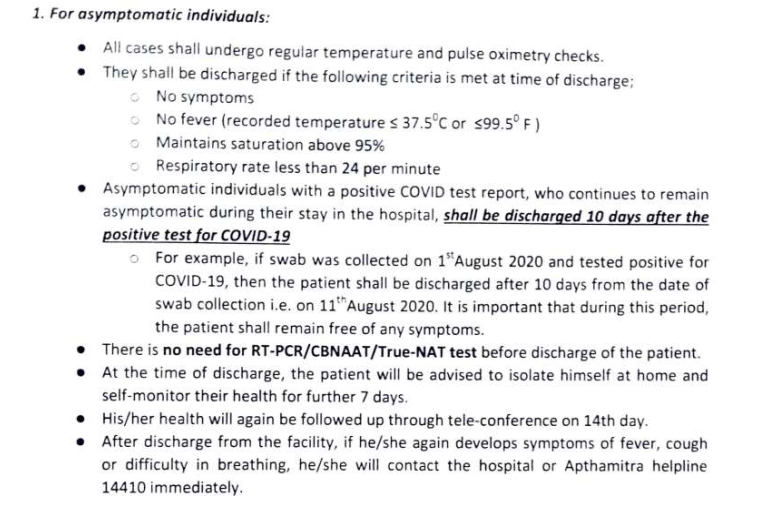 1. For asymptomatic individuals:
• All cases shall undergo regular temperature and pulse oximetry checks.
• They shall be discharged if the following criteria is met at time of discharge;
○ No symptoms
○ No fever (recorded temperature ≤ 37.5⁰C or ≤99.5⁰ F )
○ Maintains saturation above 95%
○ Respiratory rate less than 24 per minute
• Asymptomatic individuals with a positive COVID test report, who continues to remain
asymptomatic during their stay in the hospital, shall be discharged 10 days after the
positive test for COVID-19
○ For example, if swab was collected on 1st August 2020 and tested positive for
COVID-19, then the patient shall be discharged after 10 days from the date of
swab collection i.e. on 11th August 2020. It is important that during this period,
the patient shall remain free of any symptoms.
• There is no need for RT-PCR/CBNAAT/True-NAT test before discharge of the patient.
• At the time of discharge, the patient will be advised to isolate himself at home and
self-monitor their health for further 7 days.
• His/her health will again be followed up through tele-conference on 14th day.
• After discharge from the facility, if he/she again develops symptoms of fever, cough
or difficulty in breathing, he/she will contact the hospital or Apthamitra helpline
14410 immediately.